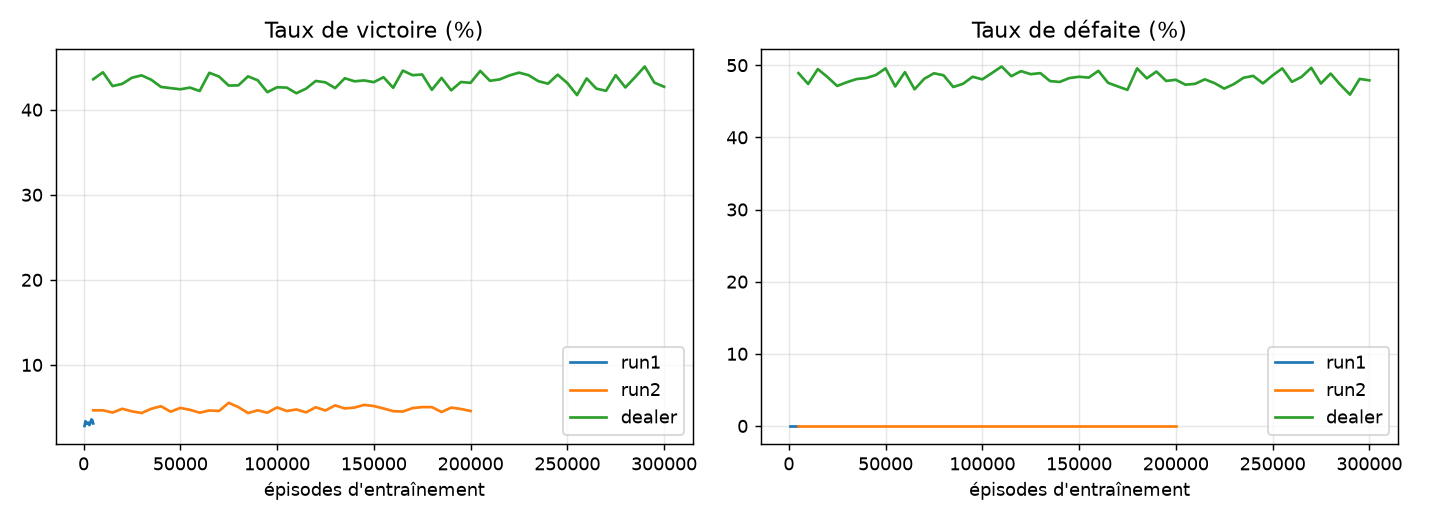 Taux de victoire (%)
40
30
20
10
0
50000
100000
150000
200000
250000
300000
épisodes d'entraînement
run1
run2
dealer
Taux de défaite (%)
50
40
30
20
10
0
0
50000
100000
150000
200000
250000
300000
épisodes d'entraînement
run1
run2
dealer